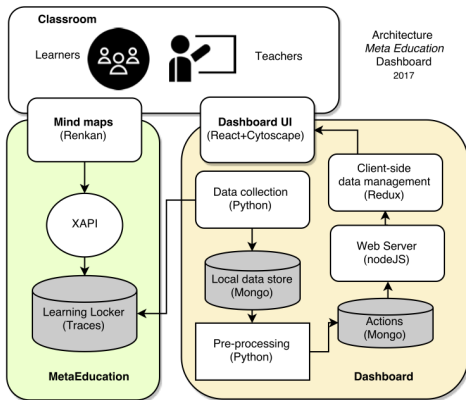 Classroom
Learners
Teachers
Architecture
Meta Education
Dashboard
2017
Mind maps
(Renkan)
Dashboard UI
(React+Cytoscape)
XAPI
Learning Locker
(Traces)
MetaEducation
Data collection
(Python)
Local data store
(Mongo)
Pre-processing
(Python)
Client-side
data management
(Redux)
Web Server
(nodeJS)
Actions
(Mongo)
Dashboard